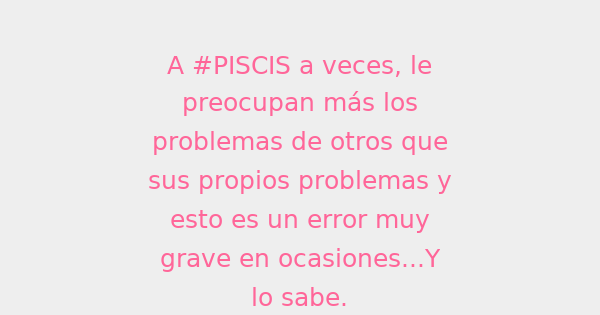 A #PISCIS a veces, le
preocupan más los
problemas de otros que
sus propios problemas y
esto es un error muy
grave en ocasiones...Y
lo sabe.